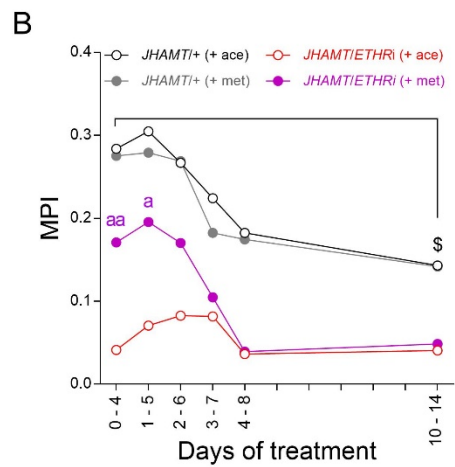 B
JHAMT/+ (+ ace)
JHAMT/ETHRi (+ ace)
JHAMT/+ (+ met)
JHAMT/ETHRi (+ met)
0.4
0.3
0.2
0.1
0.0
MPI
aa
a
$
0 - 4
1 - 5
2 - 6
3 - 7
4 - 8
10 - 14
Days of treatment